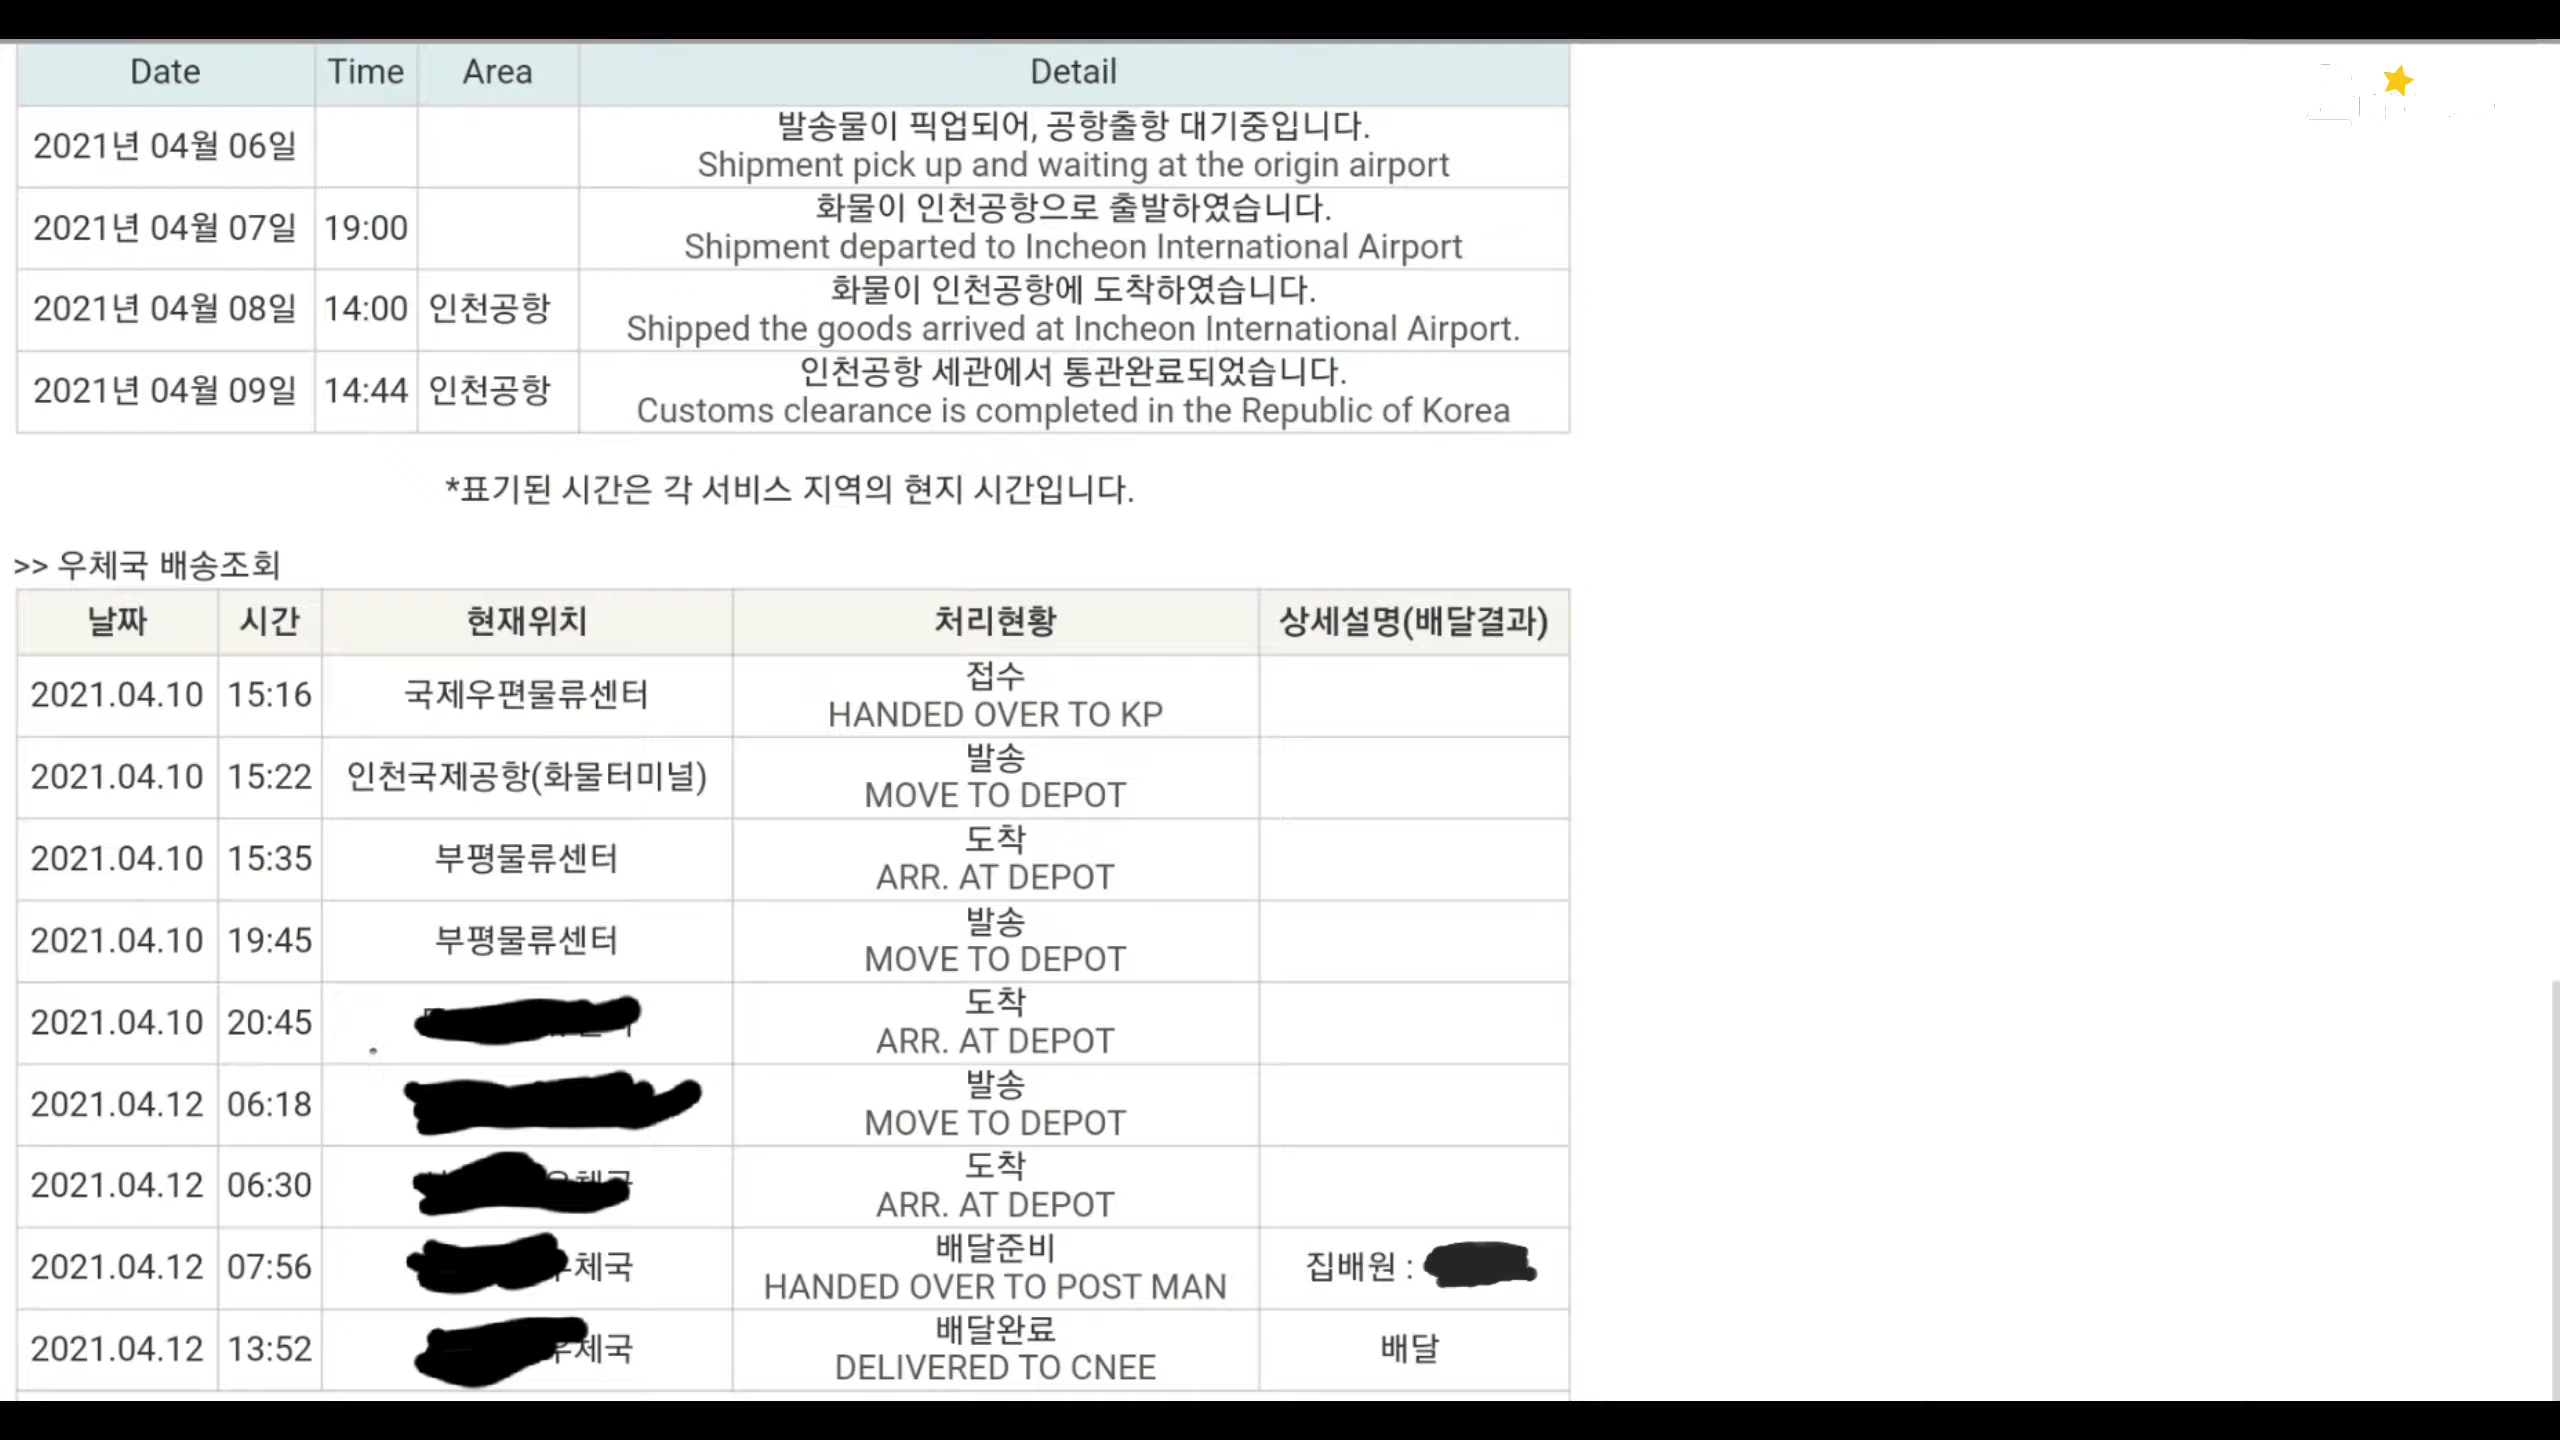 Date Time Area Detail
2021년 04월 06일 발송물이 픽업되어, 공항출항 대기중입니다.
Shipment pick up and waiting at the origin airport
2021년 04월 07일 19:00 화물이 인천공항으로 출발하였습니다.
Shipment departed to Incheon International Airport
2021년 04월 08일 14:00 인천공항 화물이 인천공항에 도착하였습니다.
Shipped the goods arrived at Incheon International Airport.
2021년 04월 09일 14:44 인천공항 인천공항 세관에서 통관완료되었습니다.
Customs clearance is completed in the Republic of Korea
*표기된 시간은 각 서비스 지역의 현지 시간입니다.
>> 우체국 배송조회
날짜 시간 현재위치 처리현황 상세설명(배달결과)
2021.04.10 15:16 국제우편물류센터 접수
HANDED OVER TO KP
2021.04.10 15:22 인천국제공항(화물터미널) 발송
MOVE TO DEPOT
2021.04.10 15:35 부평물류센터 도착
ARR. AT DEPOT
2021.04.10 19:45 부평물류센터 발송
MOVE TO DEPOT
2021.04.10 20:45 도착
ARR. AT DEPOT
2021.04.12 06:18 발송
MOVE TO DEPOT
2021.04.12 06:30 도착
ARR. AT DEPOT
2021.04.12 07:56 체국 배달준비 집배원 :
HANDED OVER TO POST MAN
2021.04.12 13:52 체국 배달완료 배달
DELIVERED TO CNEE